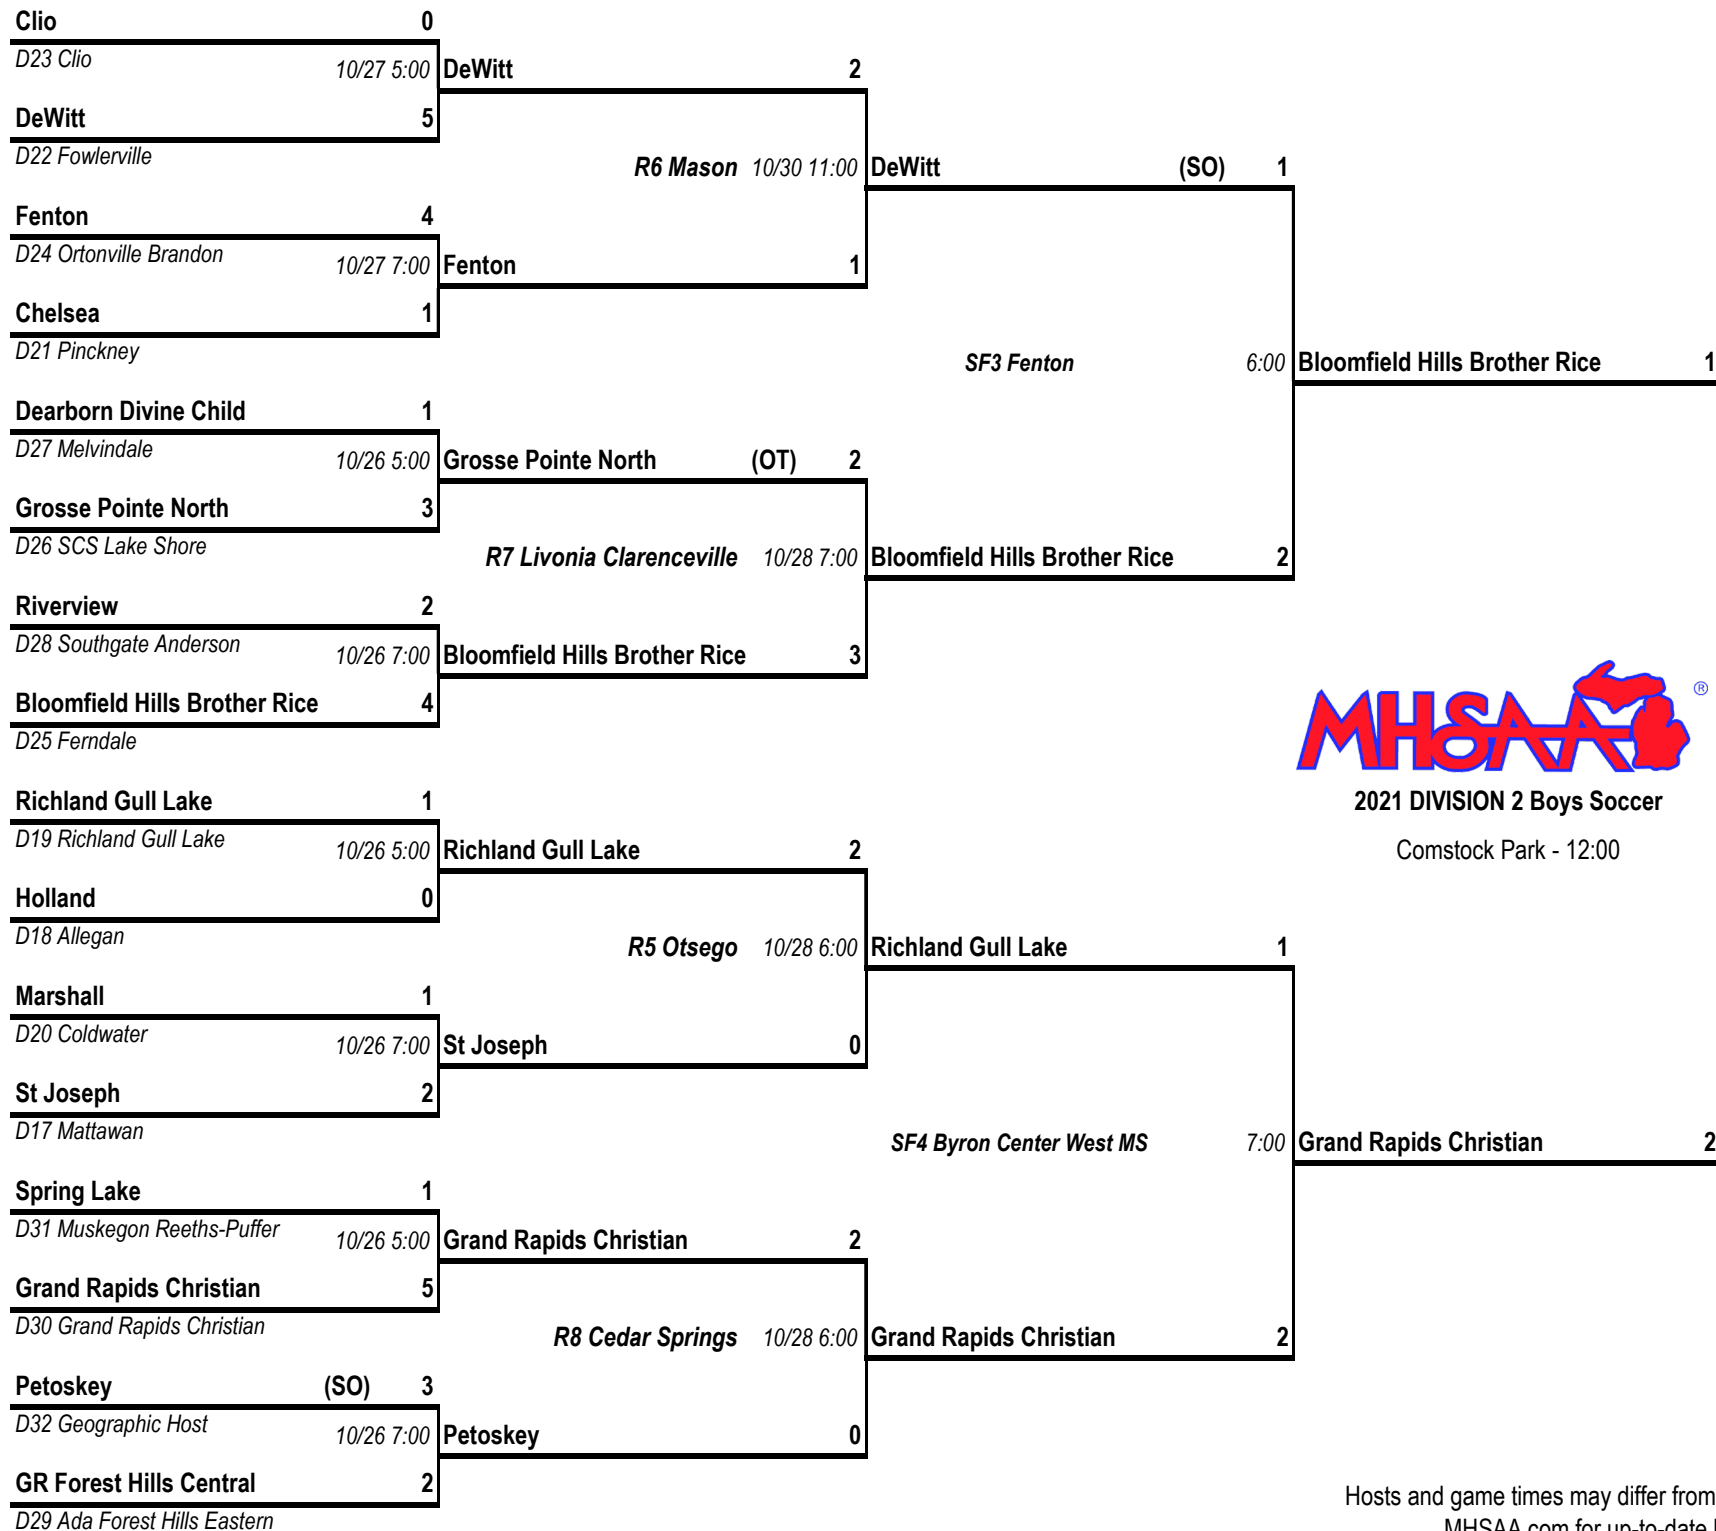 Clio 0
D23 Clio
10/27 5:00 DeWitt 2
DeWitt 5
D22 Fowlerville
R6 Mason 10/30 11:00 DeWitt (SO) 1
Fenton 4
D24 Ortonville Brandon
10/27 7:00 Fenton 1
Chelsea 1
D21 Pinckney
SF3 Fenton 6:00 Bloomfield Hills Brother Rice 1
Dearborn Divine Child 1
D27 Melvindale
10/26 5:00 Grosse Pointe North (OT) 2
Grosse Pointe North 3
D26 SCS Lake Shore
R7 Livonia Clarenceville 10/28 7:00 Bloomfield Hills Brother Rice 2
Riverview 2
D28 Southgate Anderson
10/26 7:00 Bloomfield Hills Brother Rice 3
Bloomfield Hills Brother Rice 4
D25 Ferndale
MHSAA ®
2021 DIVISION 2 Boys Soccer
Comstock Park - 12:00
Richland Gull Lake 1
D19 Richland Gull Lake
10/26 5:00 Richland Gull Lake 2
Holland 0
D18 Allegan
R5 Otsego 10/28 6:00 Richland Gull Lake 1
Marshall 1
D20 Coldwater
10/26 7:00 St Joseph 0
St Joseph 2
D17 Mattawan
SF4 Byron Center West MS 7:00 Grand Rapids Christian 2
Spring Lake 1
D31 Muskegon Reeths-Puffer
10/26 5:00 Grand Rapids Christian 2
Grand Rapids Christian 5
D30 Grand Rapids Christian
R8 Cedar Springs 10/28 6:00 Grand Rapids Christian 2
Petoskey (SO) 3
D32 Geographic Host
10/26 7:00 Petoskey 0
GR Forest Hills Central 2
D29 Ada Forest Hills Eastern
Hosts and game times may differ from
MHSAA.com for up-to-date